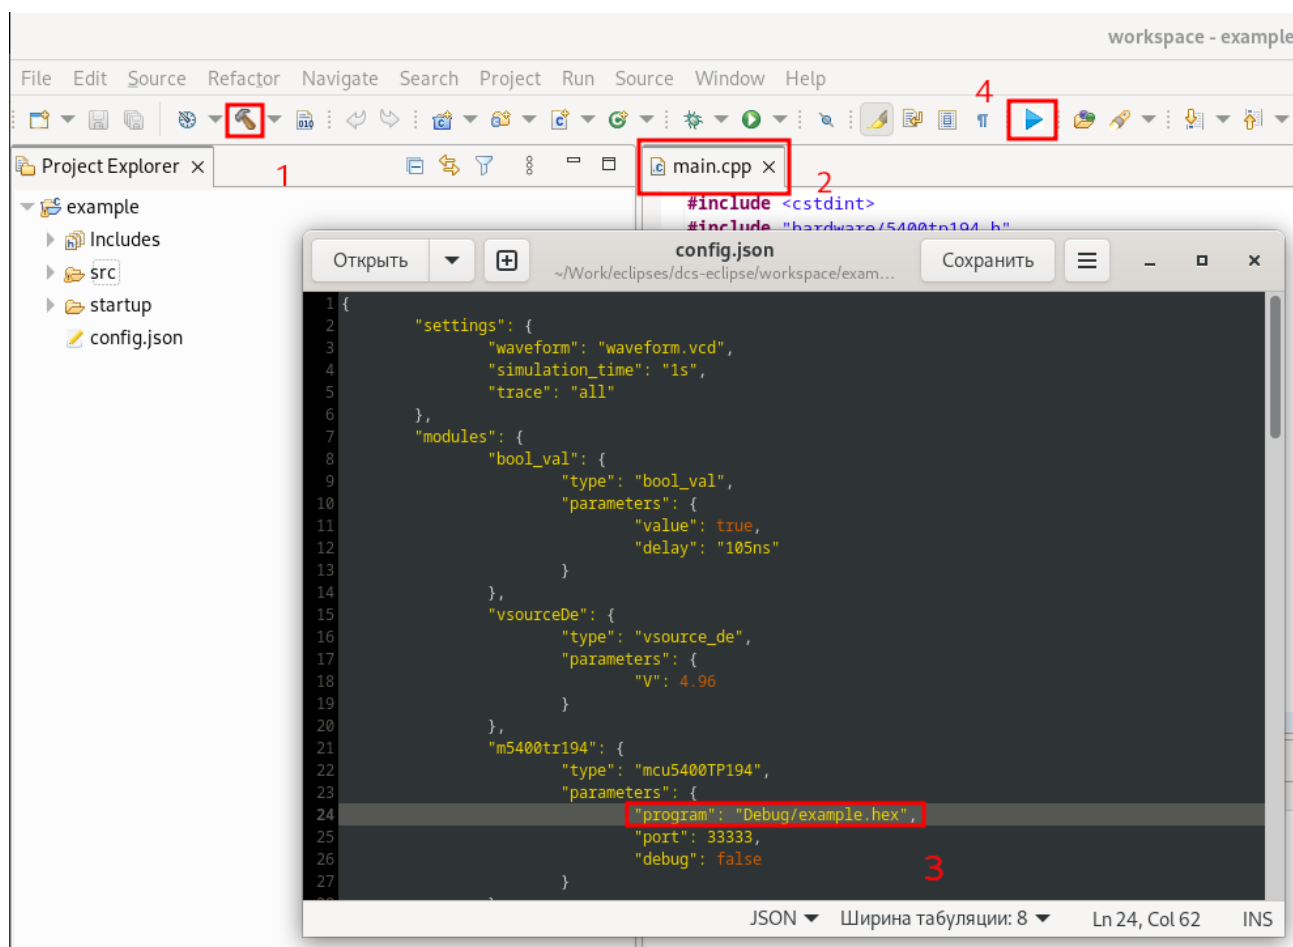 workspace - example
File Edit Source Refactor Navigate Search Project Run Source Window Help
4
010
Project Explorer
1
main.cpp
2
example
#include <cstdint>
#include "hardware/5400tp194.h"
Includes
src
startup
config.json
Открыть
config.json
~/Work/eclipses/dcs-eclipse/workspace/exam...
Сохранить
1 {
2 "settings": {
3 "waveform": "waveform.vcd",
4 "simulation_time": "1s",
5 "trace": "all"
6 },
7 "modules": {
8 "bool_val": {
9 "type": "bool_val",
10 "parameters": {
11 "value": true,
12 "delay": "105ns"
13 }
14 },
15 "vsourceDe": {
16 "type": "vsource_de",
17 "parameters": {
18 "V": 4.96
19 }
20 },
21 "m5400tr194": {
22 "type": "mcu5400TP194",
23 "parameters": {
24 "program": "Debug/example.hex",
25 "port": 33333,
26 "debug": false
27 }
3
JSON Ширина табуляции: 8 Ln 24, Col 62 INS